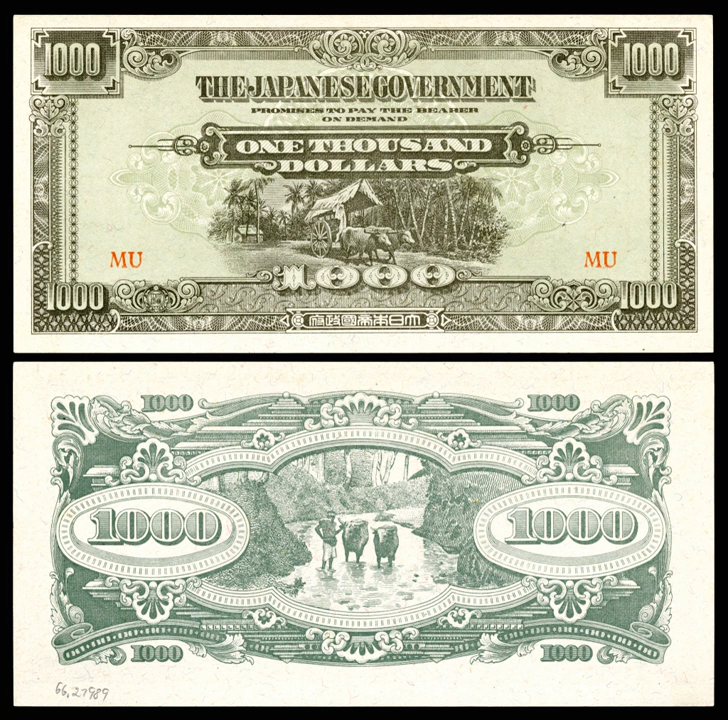 1000 1000
THE JAPANESE GOVERNMENT
PROMISES TO PAY THE BEARER
ON DEMAND
ONE THOUSAND
DOLLARS
MU MU
1000
1000 1000
府政國帝本日大
1000 1000
1000 1000
1000 1000
66.27989